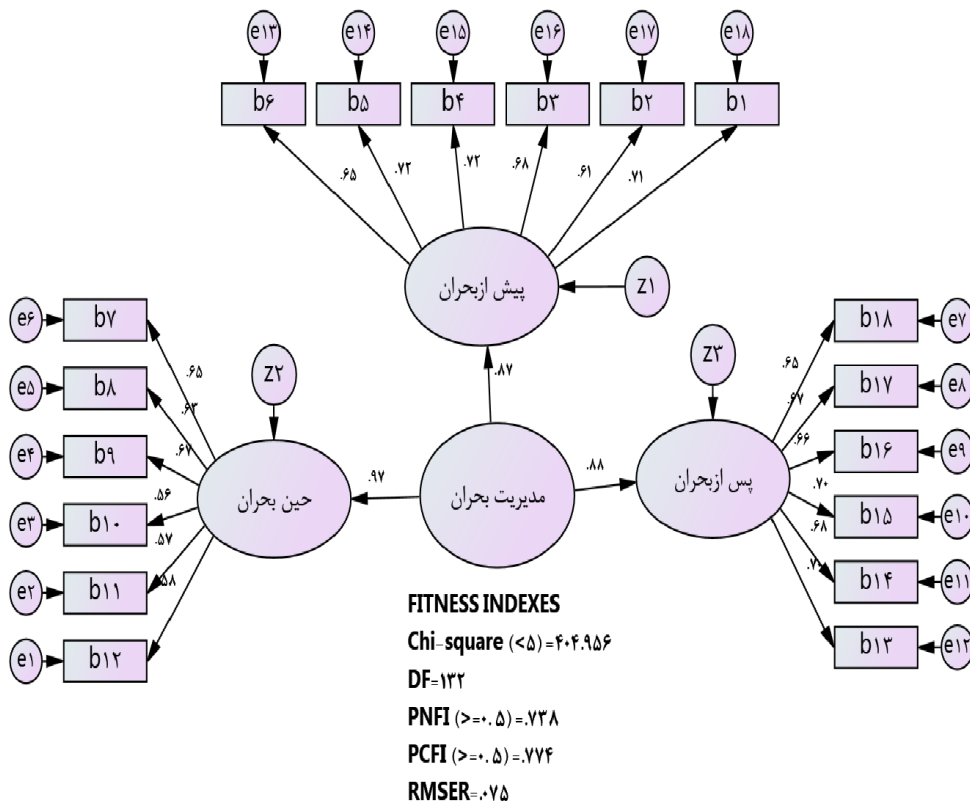 e۱۳ e۱۴ e۱۵ e۱۶ e۱۷ e۱۸
b۶ b۵ b۴ b۳ b۲ b۱
.۶۵ .۷۲ .۷۲ .۶۸ .۶۱ .۷۱
پیش ازبحران
z۱
.۸۷
e۶ b۷
e۵ b۸
e۴ b۹
e۳ b۱۰
e۲ b۱۱
e۱ b۱۲
.۶۵
.۶۳
.۶۷
.۵۶
.۵۷
.۵۸
z۲
حین بحران
.۹۷
مدیریت بحران
.۸۸
z۳
پس ازبحران
.۶۵
.۶۷
.۶۶
.۷۰
.۶۸
b۱۸ e۷
b۱۷ e۸
b۱۶ e۹
b۱۵ e۱۰
b۱۴ e۱۱
b۱۳ e۱۲
FITNESS INDEXES
Chi-square (<۵)=۴۰۴.۹۵۶
DF=۱۳۲
PNFI (>=۰.۵)=.۷۳۸
PCFI (>=۰.۵)=.۷۷۴
RMSER=.۰۷۵